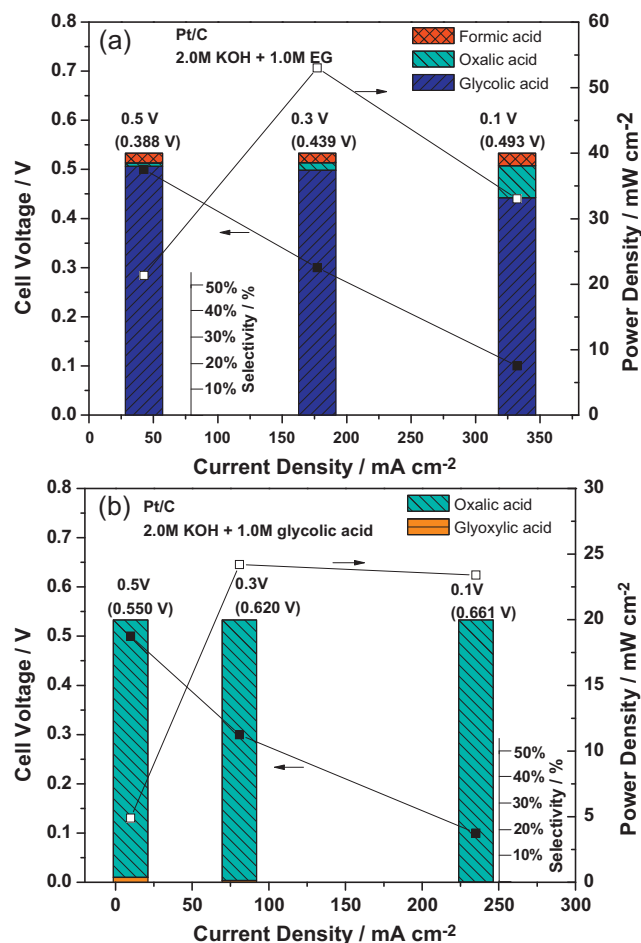 (a)
Pt/C
2.0M KOH + 1.0M EG
Formic acid
Oxalic acid
Glycolic acid
0.5 V
(0.388 V)
0.3 V
(0.439 V)
0.1 V
(0.493 V)
0.8
0.7
0.6
0.5
0.4
0.3
0.2
0.1
0.0
Cell Voltage / V
60
50
40
30
20
10
0
Power Density / mW cm-2
50%
40%
30%
20%
10%
Selectivity / %
0 50 100 150 200 250 300 350
Current Density / mA cm-2
(b)
Pt/C
2.0M KOH + 1.0M glycolic acid
Oxalic acid
Glyoxylic acid
0.5V
(0.550 V)
0.3V
(0.620 V)
0.1V
(0.661 V)
0.8
0.7
0.6
0.5
0.4
0.3
0.2
0.1
0.0
Cell Voltage / V
30
25
20
15
10
5
0
Power Density / mW cm-2
50%
40%
30%
20%
10%
Selectivity / %
0 50 100 150 200 250 300
Current Density / mA cm-2